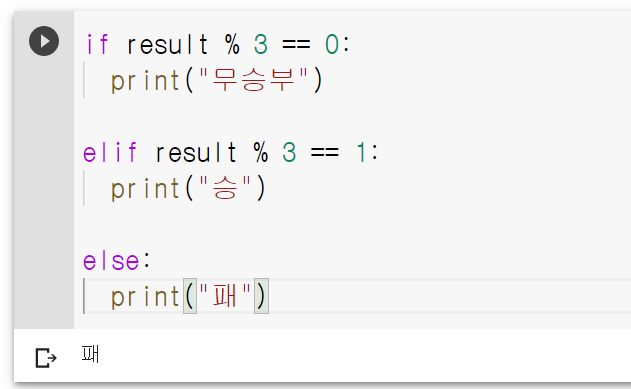 if result % 3 == 0:
  print("무승부")
elif result % 3 == 1:
  print("승")
else:
  print("패")
패